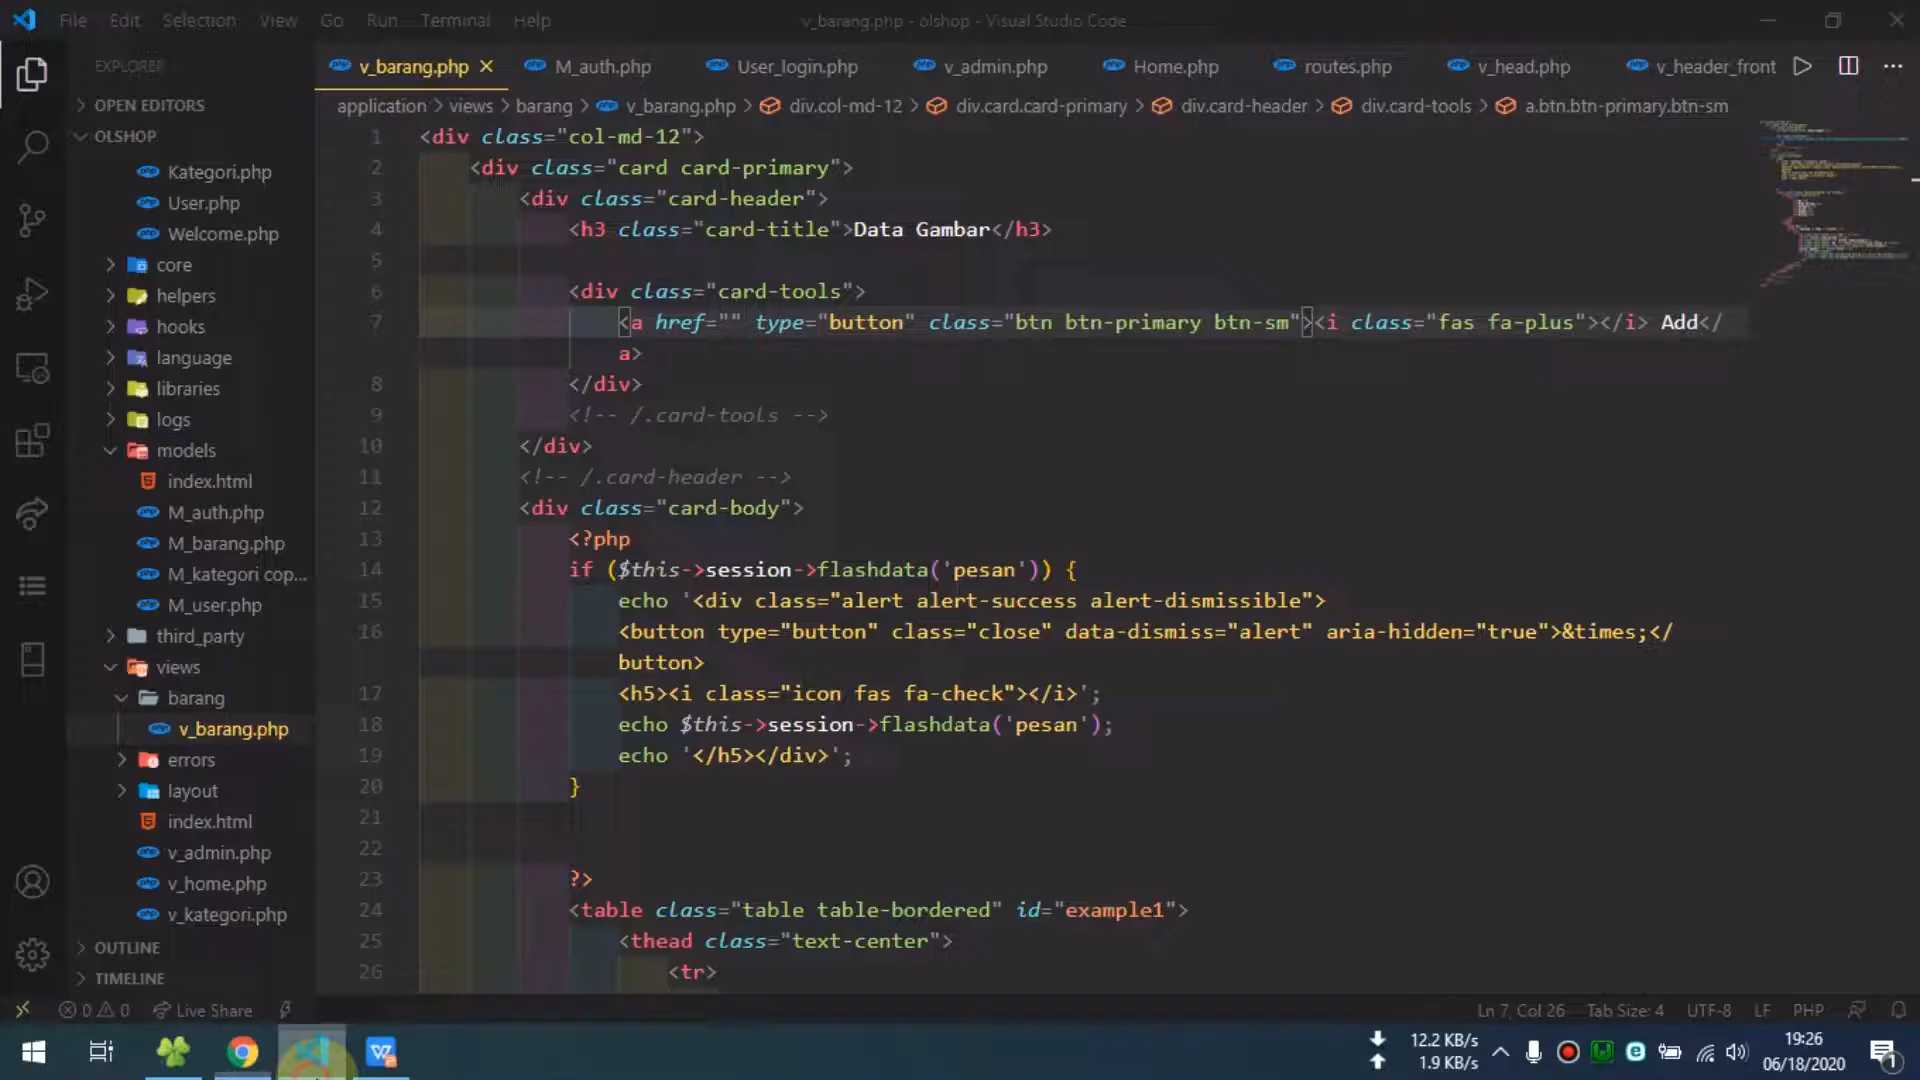 File Edit Selection View Go Run Terminal Help v_barang.php - olshop - Visual Studio Code
EXPLORER
v_barang.php M_auth.php User_login.php v_admin.php Home.php routes.php v_head.php v_header_front
OPEN EDITORS
application > views > barang > v_barang.php > div.col-md-12 > div.card.card-primary > div.card-header > div.card-tools > a.btn.btn-primary.btn-sm
OLSHOP
Kategori.php
User.php
Welcome.php
core
helpers
hooks
language
libraries
logs
models
index.html
M_auth.php
M_barang.php
M_kategori cop...
M_user.php
third_party
views
barang
v_barang.php
errors
layout
index.html
v_admin.php
v_home.php
v_kategori.php
OUTLINE
TIMELINE
1 <div class="col-md-12">
2 <div class="card card-primary">
3 <div class="card-header">
4 <h3 class="card-title">Data Gambar</h3>
5
6 <div class="card-tools">
7 <a href="" type="button" class="btn btn-primary btn-sm"><i class="fas fa-plus"></i> Add</
a>
8 </div>
9 <!-- /.card-tools -->
10 </div>
11 <!-- /.card-header -->
12 <div class="card-body">
13 <?php
14 if ($this->session->flashdata('pesan')) {
15 echo '<div class="alert alert-success alert-dismissible">
16 <button type="button" class="close" data-dismiss="alert" aria-hidden="true">&times;</
button>
17 <h5><i class="icon fas fa-check"></i>';
18 echo $this->session->flashdata('pesan');
19 echo '</h5></div>';
20 }
21
22
23 ?>
24 <table class="table table-bordered" id="example1">
25 <thead class="text-center">
26 <tr>
0 0 Live Share Ln 7, Col 26 Tab Size: 4 UTF-8 LF PHP
12.2 KB/s
1.9 KB/s
19:26
06/18/2020
1